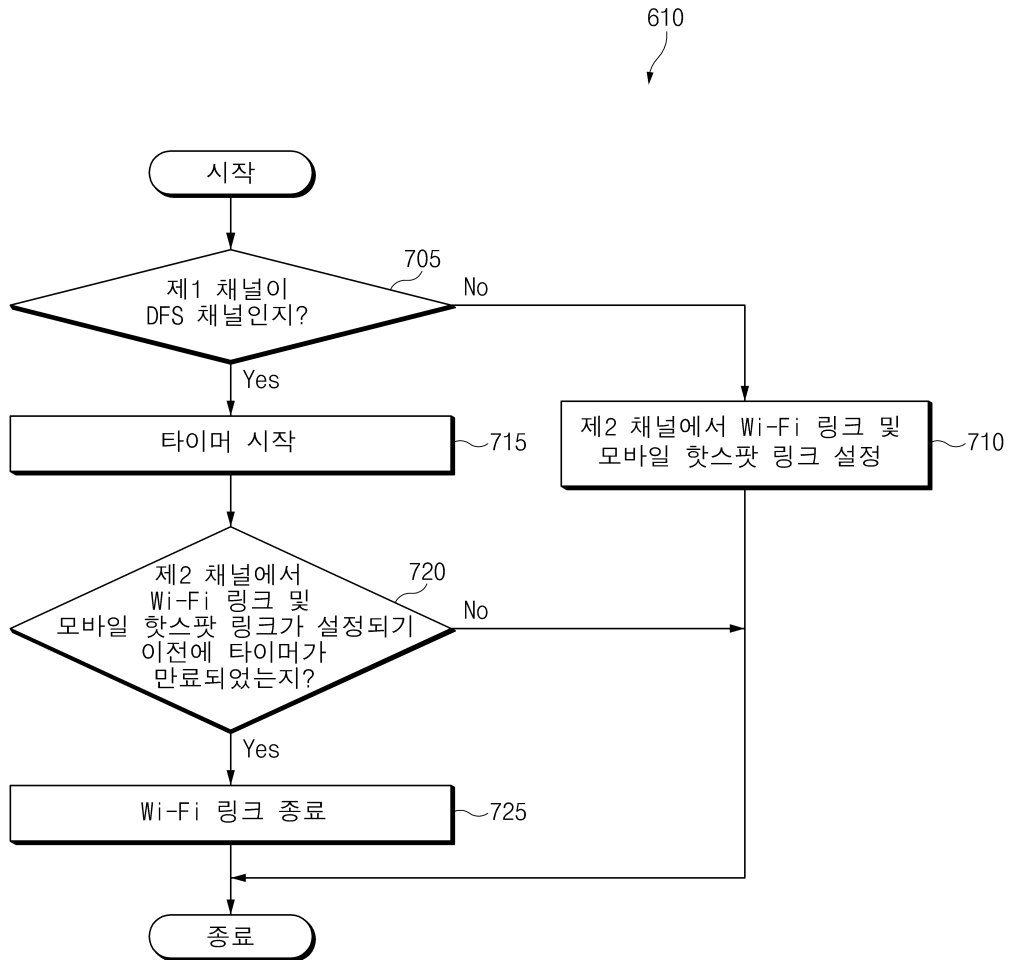 610
시작
705
제1 채널이
DFS 채널인지?
No
Yes
타이머 시작
715
제2 채널에서 Wi-Fi 링크 및
모바일 핫스팟 링크 설정
710
제2 채널에서
Wi-Fi 링크 및
모바일 핫스팟 링크가 설정되기
이전에 타이머가
만료되었는지?
720
No
Yes
Wi-Fi 링크 종료
725
종료